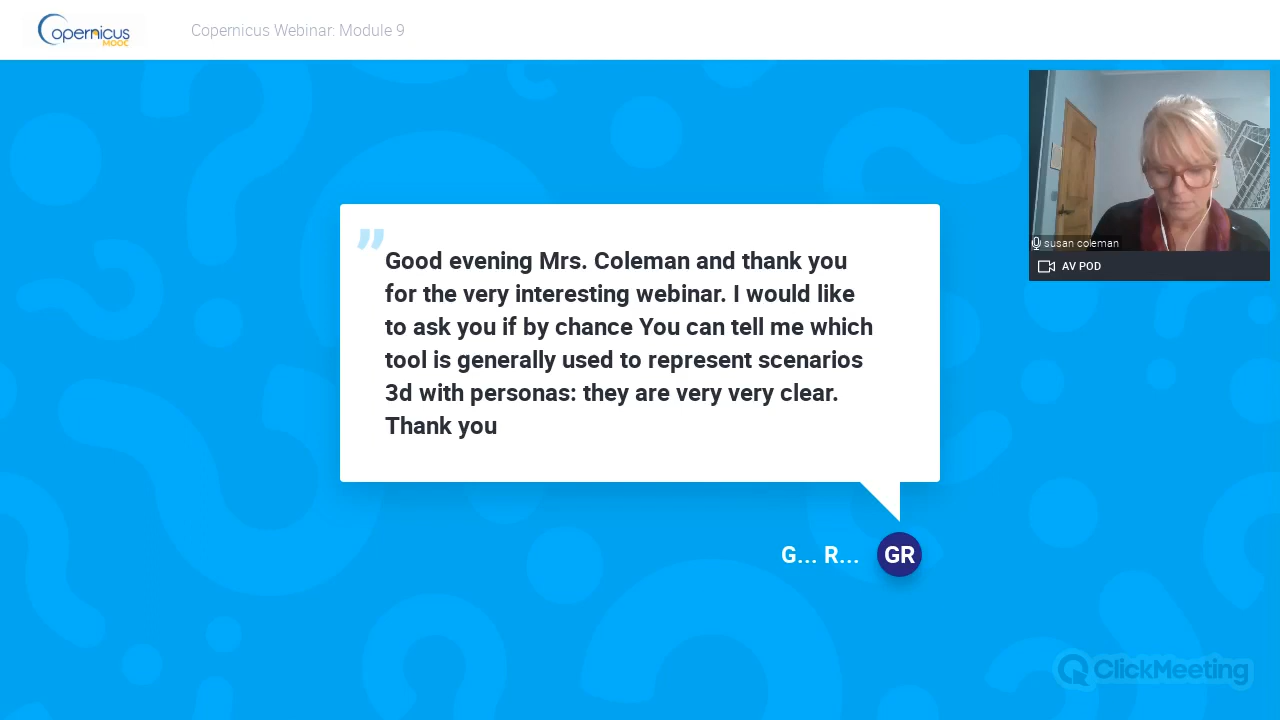 Copernicus
MOOC
Copernicus Webinar: Module 9
susan coleman
AV POD
"
Good evening Mrs. Coleman and thank you
for the very interesting webinar. I would like
to ask you if by chance You can tell me which
tool is generally used to represent scenarios
3d with personas: they are very very clear.
Thank you
G... R...
GR
ClickMeeting